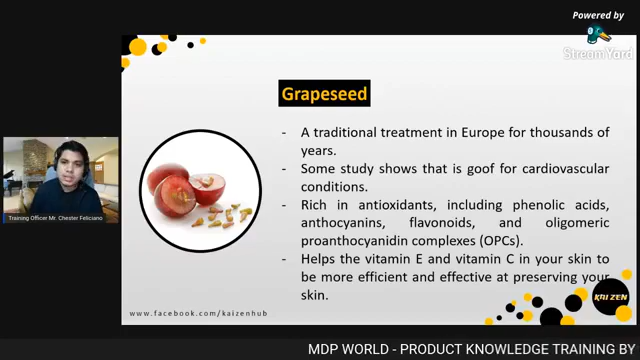 Powered by
StreamYard
Grapeseed
- A traditional treatment in Europe for thousands of
years.
- Some study shows that is goof for cardiovascular
conditions.
- Rich in antioxidants, including phenolic acids,
anthocyanins, flavonoids, and oligomeric
proanthocyanidin complexes (OPCs).
- Helps the vitamin E and vitamin C in your skin to
be more efficient and effective at preserving your
skin.
Training Officer Mr. Chester Feliciano
www.facebook.com/kaizenhub
KAIZEN
MDP WORLD - PRODUCT KNOWLEDGE TRAINING BY